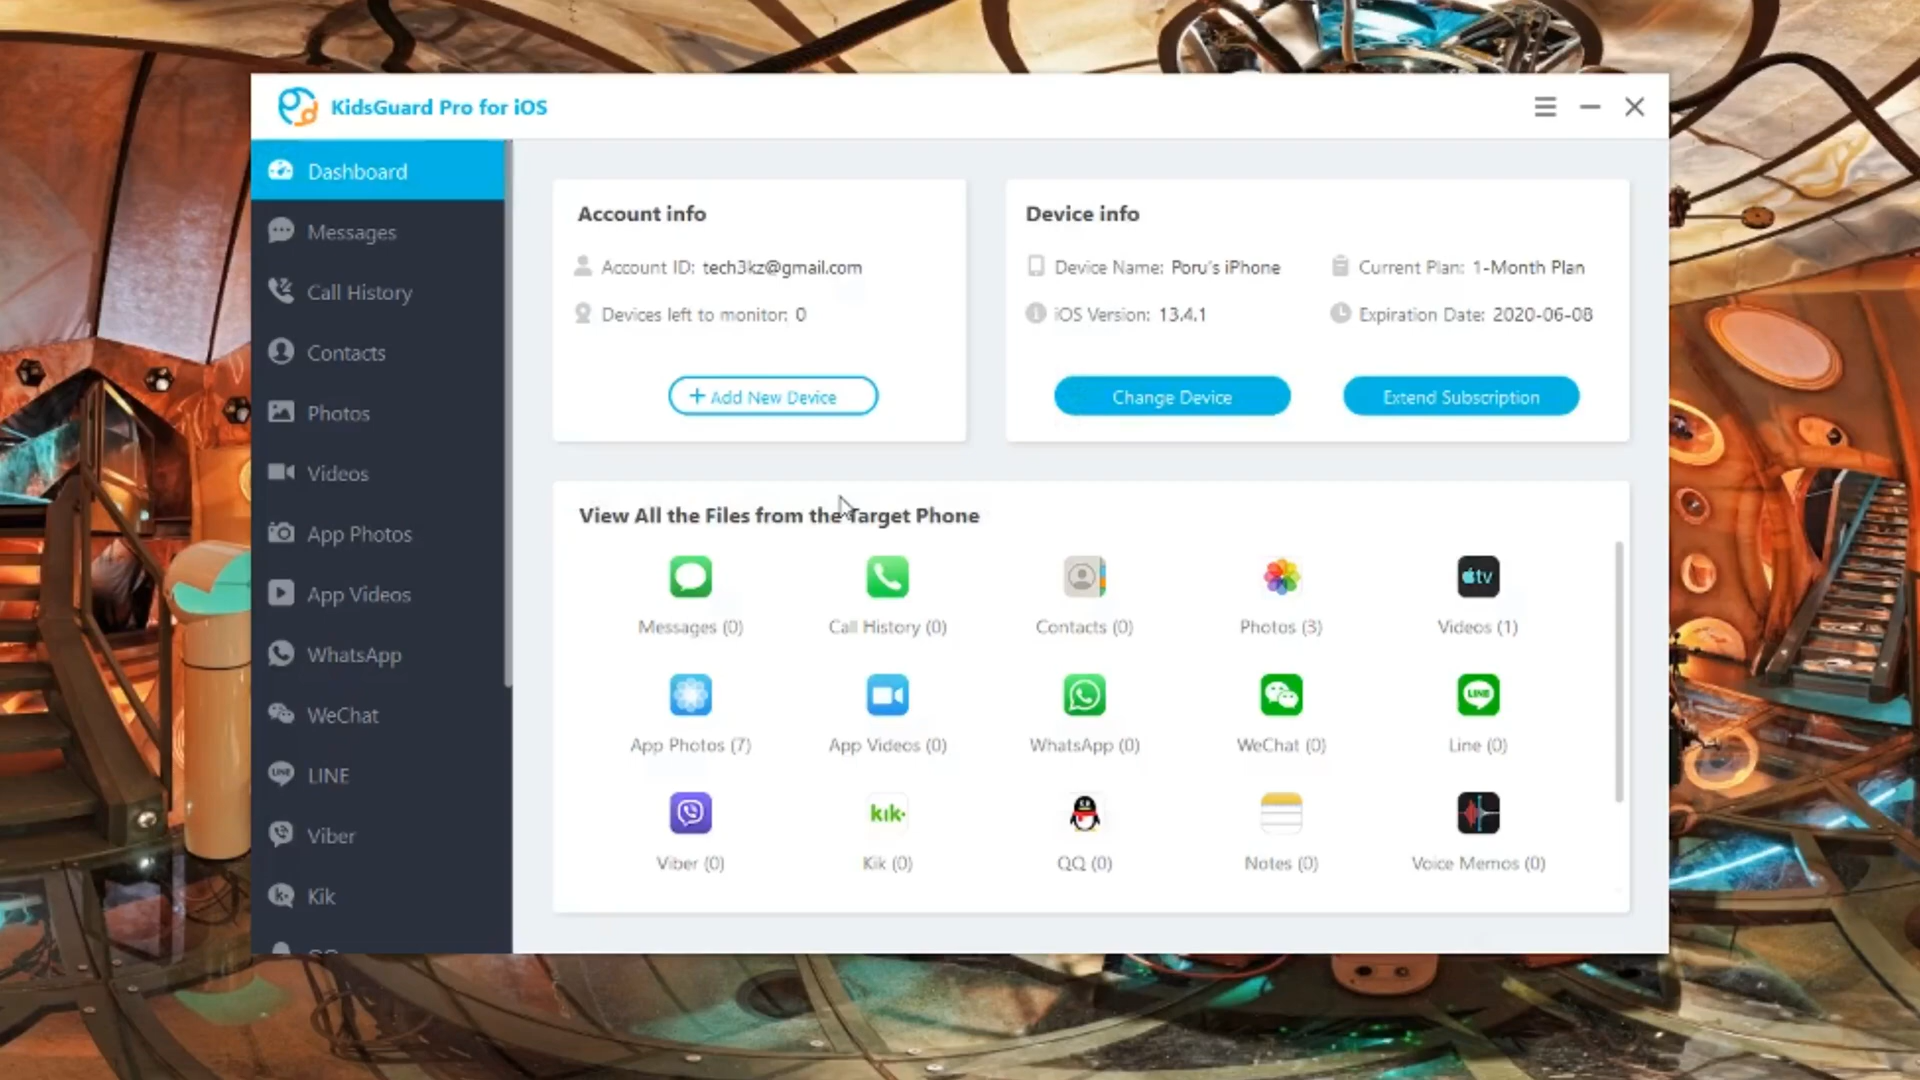 KidsGuard Pro for iOS
Dashboard
Messages
Call History
Contacts
Photos
Videos
App Photos
App Videos
WhatsApp
WeChat
LINE
Viber
Kik
Account info
Account ID: tech3kz@gmail.com
Devices left to monitor: 0
+ Add New Device
Device info
Device Name: Poru's iPhone
Current Plan: 1-Month Plan
iOS Version: 13.4.1
Expiration Date: 2020-06-08
Change Device
Extend Subscription
View All the Files from the Target Phone
tv
Messages (0)
Call History (0)
Contacts (0)
Photos (3)
Videos (1)
LINE
App Photos (7)
App Videos (0)
WhatsApp (0)
WeChat (0)
Line (0)
kik
Viber (0)
Kik (0)
QQ (0)
Notes (0)
Voice Memos (0)